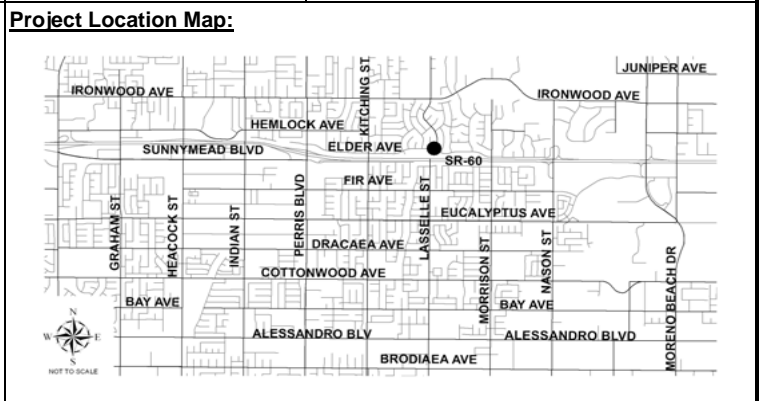 Project Location Map:
JUNIPER AVE
IRONWOOD AVE
IRONWOOD AVE
KITCHING ST
HEMLOCK AVE
SUNNYMEAD BLVD
ELDER AVE
SR-60
FIR AVE
GRAHAM ST
HEACOCK ST
INDIAN ST
PERRIS BLVD
LASSELLE ST
EUCALYPTUS AVE
DRACAEA AVE
MORRISON ST
NASON ST
MORENO BEACH DR
COTTONWOOD AVE
BAY AVE
BAY AVE
N
W
E
S
NOT TO SCALE
ALESSANDRO BLV
ALESSANDRO BLVD
BRODIAEA AVE